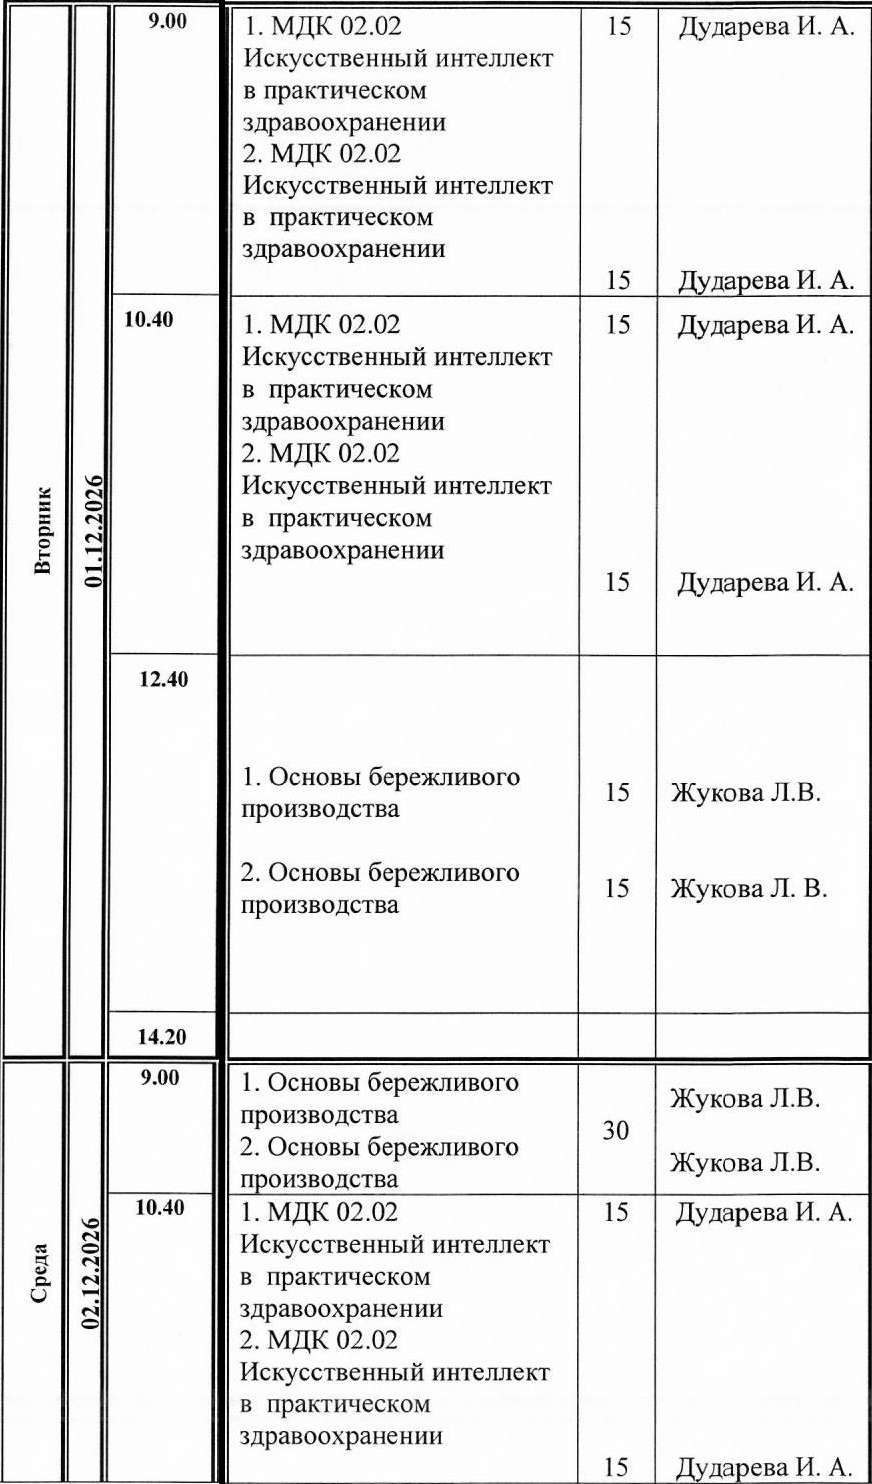 Вторник
01.12.2026
9.00
1. МДК 02.02 15 Дударева И. А.
Искусственный интеллект
в практическом
здравоохранении
2. МДК 02.02
Искусственный интеллект
в практическом
здравоохранении
15 Дударева И. А.
10.40
1. МДК 02.02 15 Дударева И. А.
Искусственный интеллект
в практическом
здравоохранении
2. МДК 02.02
Искусственный интеллект
в практическом
здравоохранении
15 Дударева И. А.
12.40
1. Основы бережливого
производства 15 Жукова Л.В.
2. Основы бережливого
производства 15 Жукова Л. В.
14.20
Среда
02.12.2026
9.00
1. Основы бережливого Жукова Л.В.
производства
30
2. Основы бережливого Жукова Л.В.
производства
10.40
1. МДК 02.02 15 Дударева И. А.
Искусственный интеллект
в практическом
здравоохранении
2. МДК 02.02
Искусственный интеллект
в практическом
здравоохранении
15 Дударева И. А.